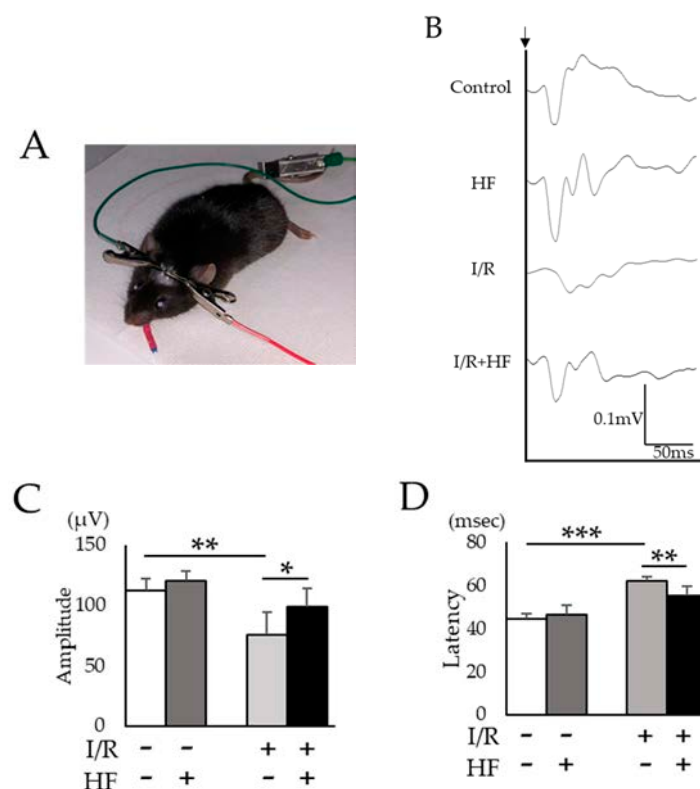 A
B
Control
HF
I/R
I/R+HF
0.1mV
50ms
C
(μV)
Amplitude
150
100
50
0
**
*
I/R - - + +
HF - + - +
D
(msec)
Latency
80
60
40
20
0
***
**
I/R - - + +
HF - + - +